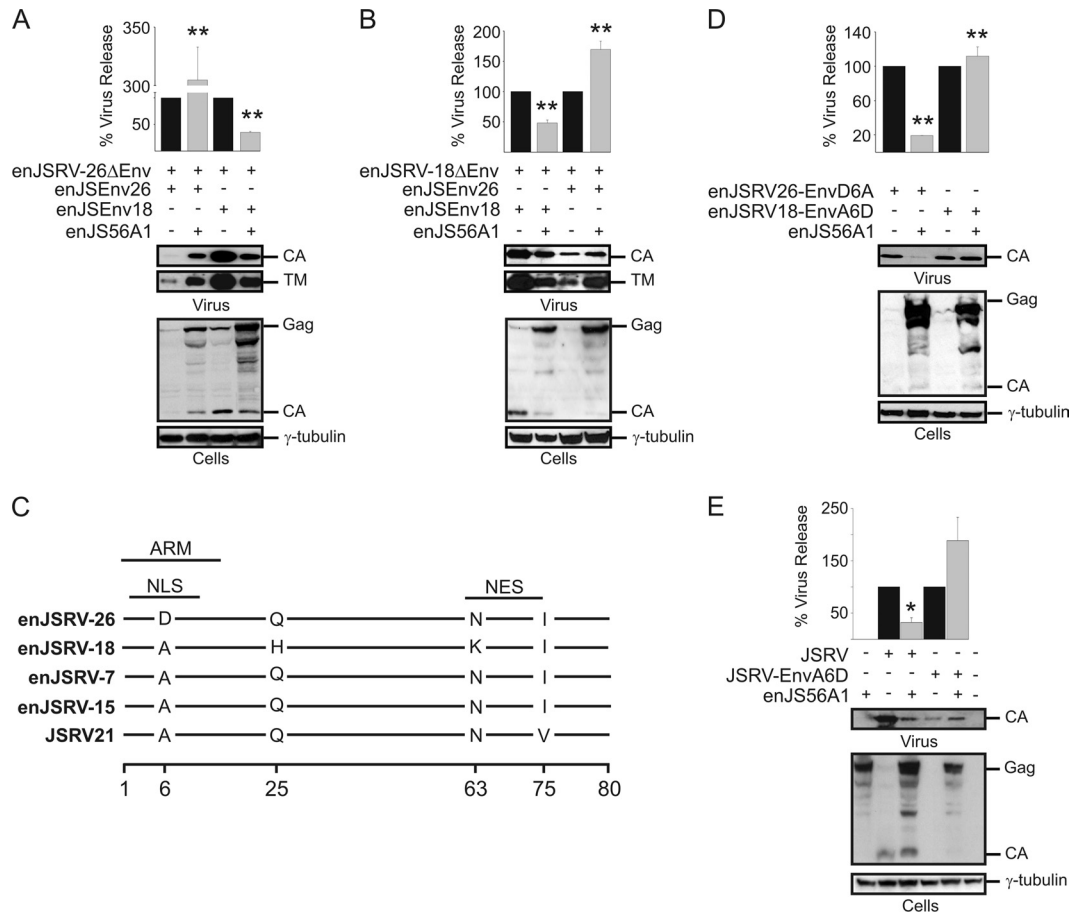 A
% Virus Release
350
300
50
**
**
enJSRV-26ΔEnv + + + +
enJSEnv26 + + - -
enJSEnv18 - - + +
enJS56A1 - + - +
CA
TM
Virus
Gag
CA
γ-tubulin
Cells
B
% Virus Release
200
150
100
50
**
**
enJSRV-18ΔEnv + + + +
enJSEnv26 - - + +
enJSEnv18 + + - -
enJS56A1 - + - +
CA
TM
Virus
Gag
CA
γ-tubulin
Cells
D
% Virus Release
140
100
60
20
**
**
enJSRV26-EnvD6A + + - -
enJSRV18-EnvA6D - - + +
enJS56A1 - + - +
CA
Virus
Gag
CA
γ-tubulin
Cells
C
ARM
NLS NES
enJSRV-26 D Q N I
enJSRV-18 A H K I
enJSRV-7 A Q N I
enJSRV-15 A Q N I
JSRV21 A Q N V
1 6 25 63 75 80
E
% Virus Release
250
150
100
50
*
JSRV - + + - - -
JSRV-EnvA6D - - - + + -
enJS56A1 + - + - + -
CA
Virus
Gag
CA
γ-tubulin
Cells